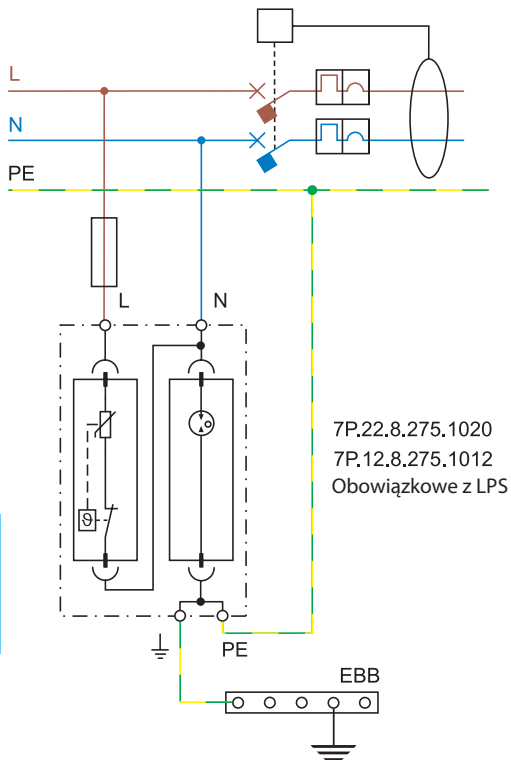 L
N
PE
L
N
7P.22.8.275.1020
7P.12.8.275.1012
Obowiązkowe z LPS
ϑ
PE
EBB